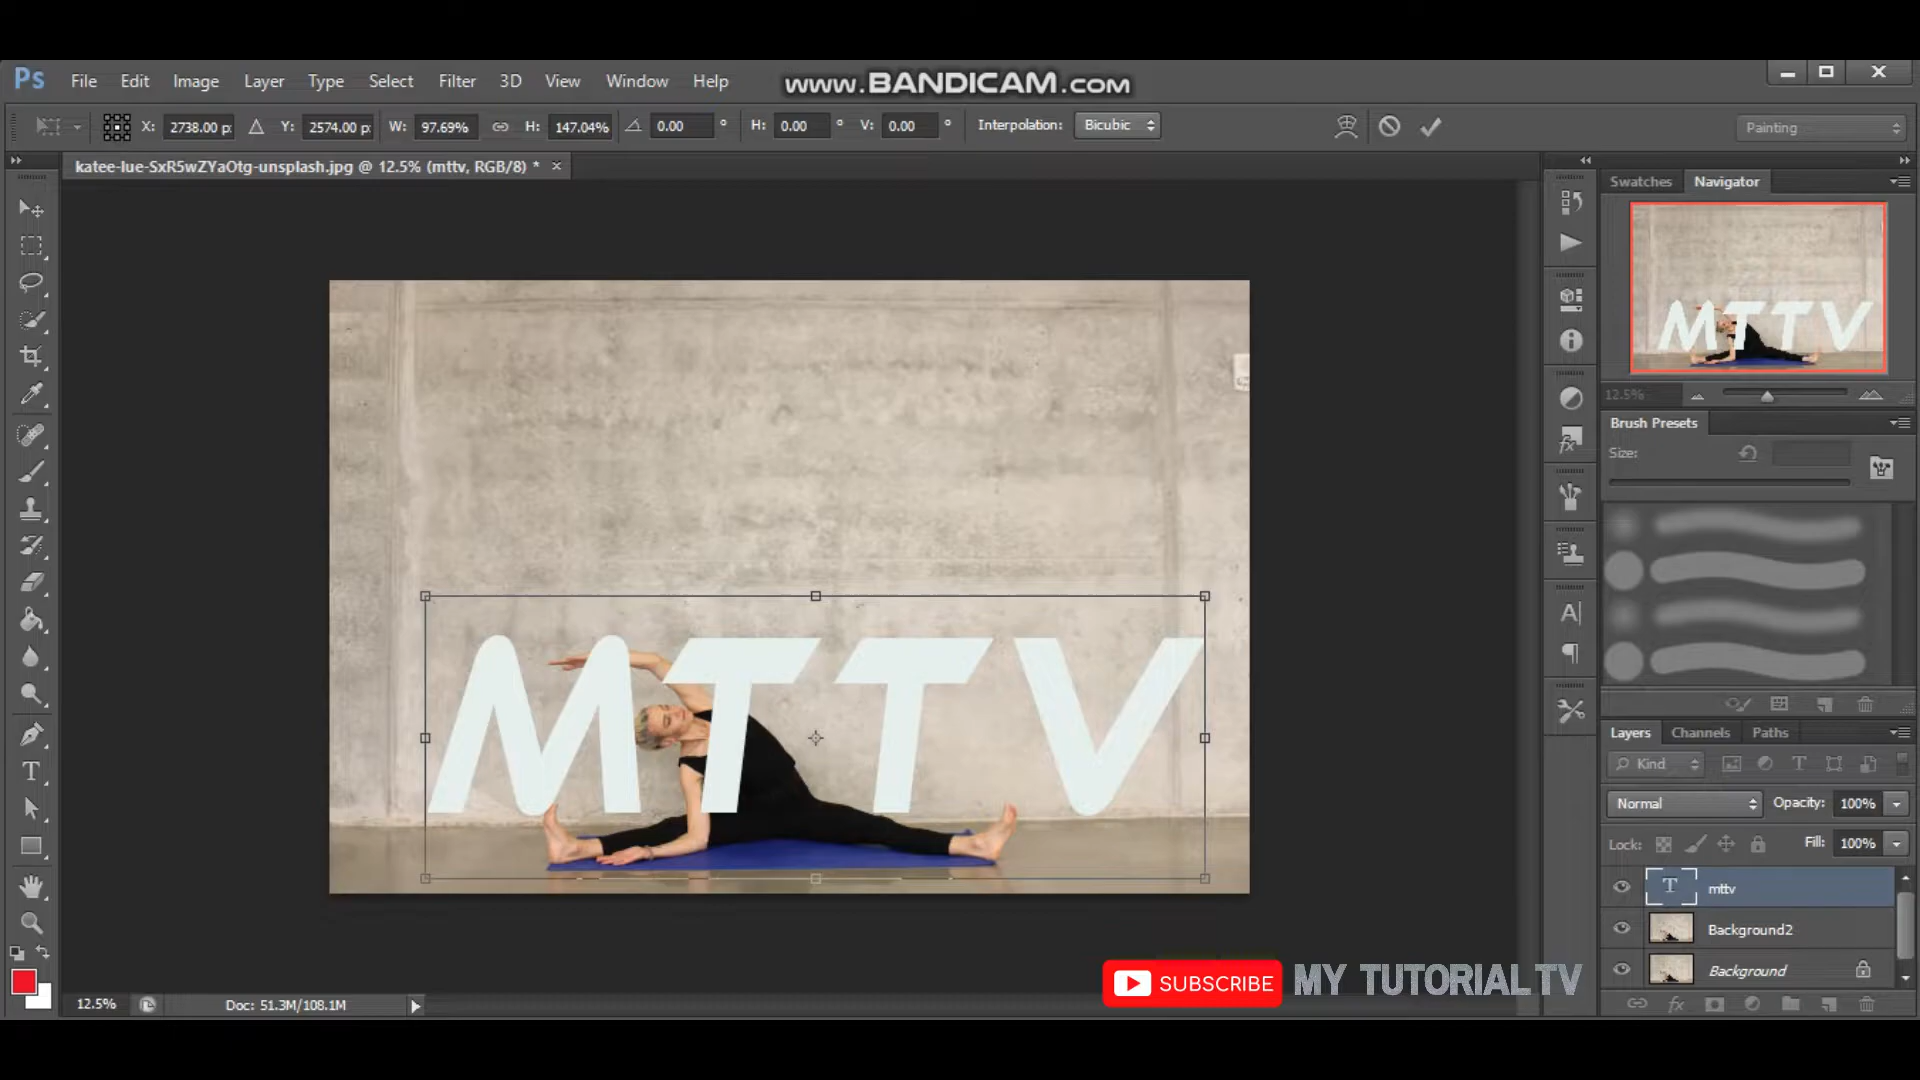 www.BANDICAM.com
Ps File Edit Image Layer Type Select Filter 3D View Window Help
X: 2738.00 p Y: 2574.00 p W: 97.69% H: 147.04% 0.00 ° H: 0.00 ° V: 0.00 ° Interpolation: Bicubic
Painting
katee-lue-SxR5wZYaOtg-unsplash.jpg @ 12.5% (mttv, RGB/8) * ×
Swatches Navigator
MTTV
12.5%
Brush Presets
Size:
MTTV
Layers Channels Paths
Kind
Normal Opacity: 100%
Lock: Fill: 100%
T mttv
Background2
Background
SUBSCRIBE MY TUTORIALTV
12.5% Doc: 51.3M/108.1M